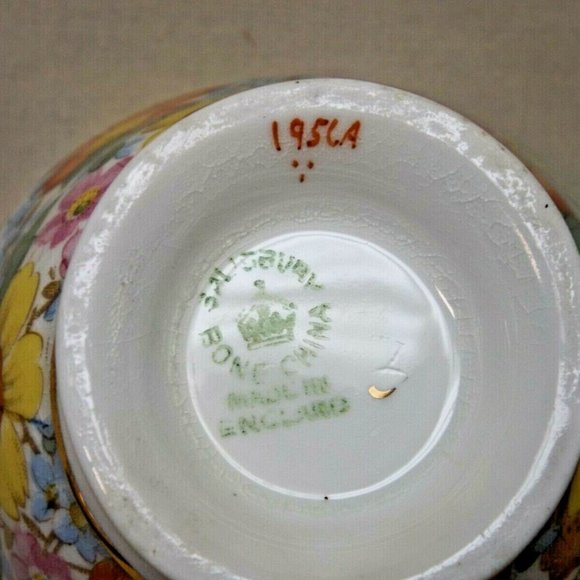 1956A
SALISBURY
BONE CHINA
MADE IN
ENGLAND